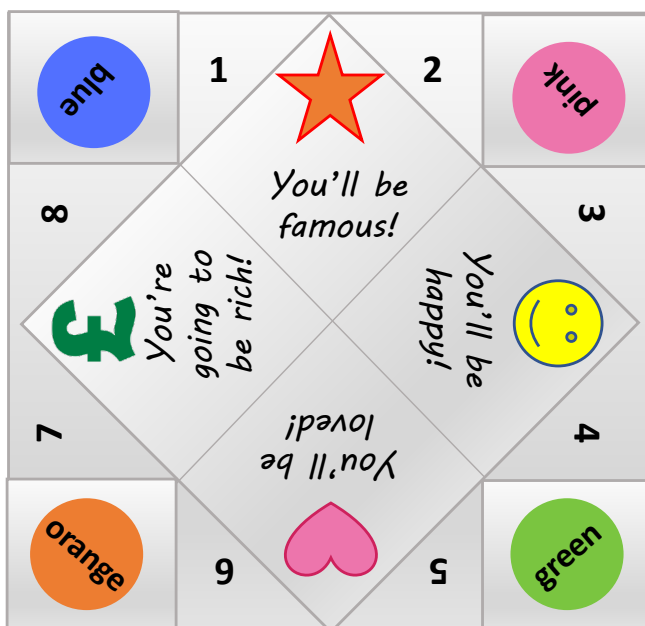 blue
1
2
pink
You'll be
famous!
8
3
You're
going to
be rich!
£
You'll be
happy!
7
4
You'll be
loved!
orange
6
5
green